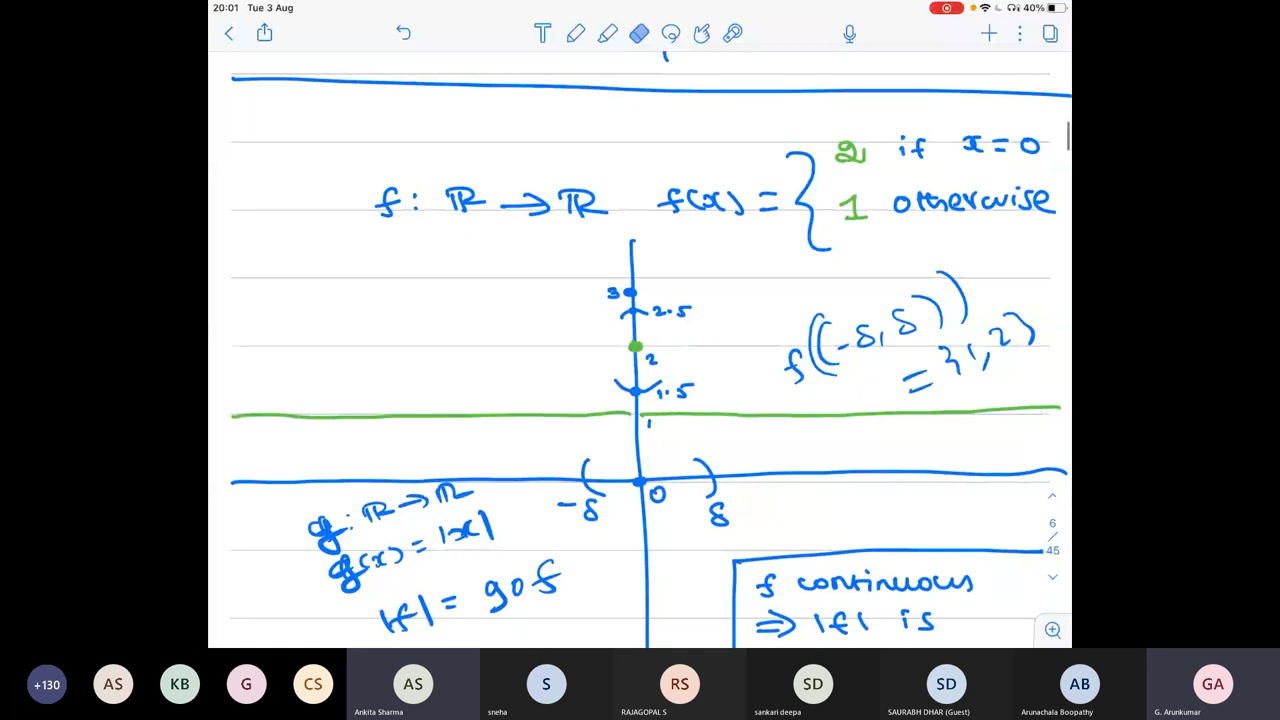 20:01 Tue 3 Aug
40%
T
2 if x = 0
f : ℝ → ℝ f(x) = {
1 otherwise
3
2.5
2
f((-δ, δ))
= {1, 2}
1.5
1
0
-δ
δ
g : ℝ → ℝ
g(x) = |x|
|f| = g o f
f continuous
⇒ |f| is
6
/
45
+130
AS
KB
G
CS
AS
S
RS
SD
SD
AB
GA
Ankita Sharma
sneha
RAJAGOPAL S
sankari deepa
SAURABH DHAR (Guest)
Arunachala Boopathy
G. Arunkumar